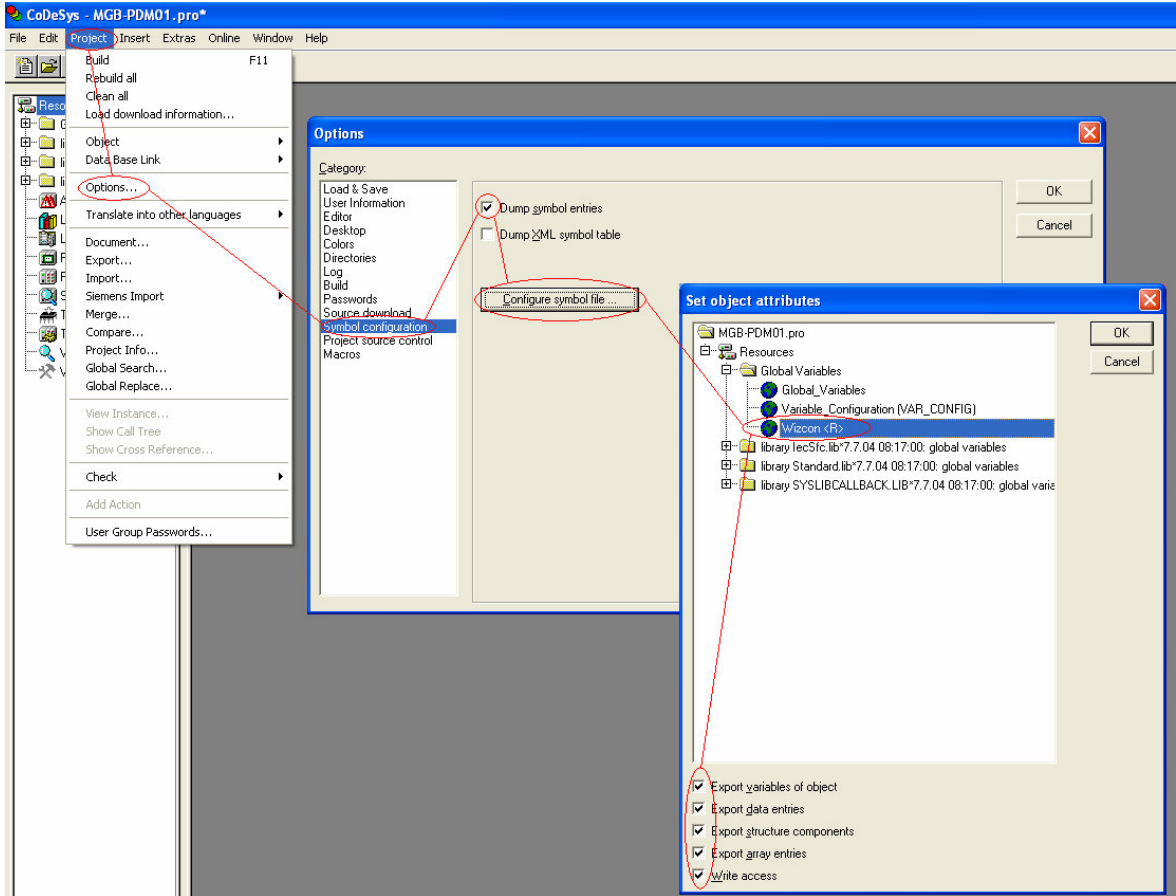 CoDeSys - MGB-PDM01.pro*
File Edit Project Insert Extras Online Window Help
Build F11
Rebuild all
Clean all
Load download information...
Object
Data Base Link
Options...
Translate into other languages
Document...
Export...
Import...
Siemens Import
Merge...
Compare...
Project Info...
Global Search...
Global Replace...
View Instance...
Show Call Tree
Show Cross Reference...
Check
Add Action
User Group Passwords...
Options
Category:
Load & Save
User Information
Editor
Desktop
Colors
Directories
Log
Build
Passwords
Source download
Symbol configuration
Project source control
Macros
Dump symbol entries
Dump XML symbol table
Configure symbol file ...
OK
Cancel
Set object attributes
MGB-PDM01.pro
Resources
Global Variables
Global_Variables
Variable_Configuration (VAR_CONFIG)
Wizcon <R>
library Iecsfc.lib*7.7.04 08:17:00: global variables
library Standard.lib*7.7.04 08:17:00: global variables
library SYSLIBCALLBACK.LIB*7.7.04 08:17:00: global varia
OK
Cancel
Export variables of object
Export data entries
Export structure components
Export array entries
Write access